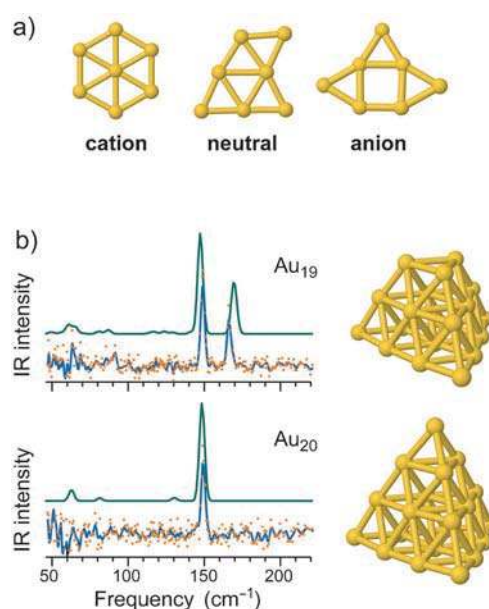 a)
cation neutral anion
b)
Au19
IR intensity
Au20
IR intensity
50 100 150 200
Frequency (cm⁻¹)